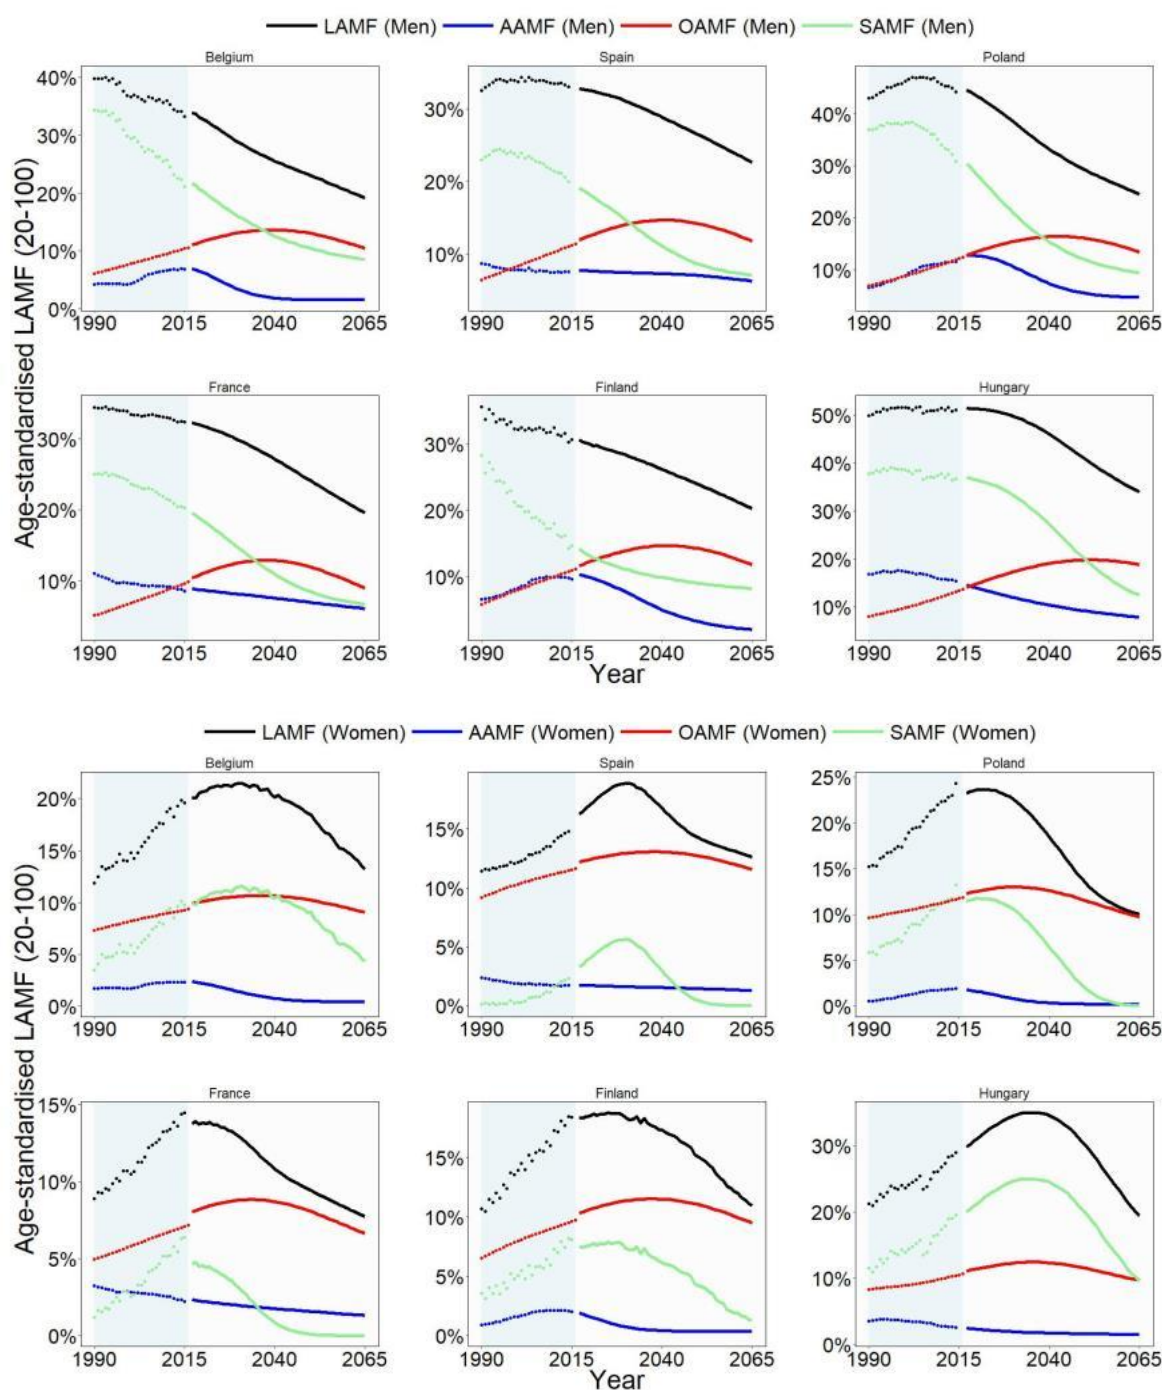 LAMF (Men) AAMF (Men) OAMF (Men) SAMF (Men)
Age-standardised LAMF (20-100)
Belgium Spain Poland
40% 30% 20% 10% 0%
30% 20% 10%
40% 30% 20% 10%
1990 2015 2040 2065 1990 2015 2040 2065 1990 2015 2040 2065
France Finland Hungary
30% 20% 10%
30% 20% 10%
50% 40% 30% 20% 10%
1990 2015 2040 2065 1990 2015 2040 2065 1990 2015 2040 2065
Year
LAMF (Women) AAMF (Women) OAMF (Women) SAMF (Women)
Age-standardised LAMF (20-100)
Belgium Spain Poland
20% 15% 10% 5% 0%
15% 10% 5% 0%
25% 20% 15% 10% 5% 0%
1990 2015 2040 2065 1990 2015 2040 2065 1990 2015 2040 2065
France Finland Hungary
15% 10% 5% 0%
15% 10% 5% 0%
30% 20% 10% 0%
1990 2015 2040 2065 1990 2015 2040 2065 1990 2015 2040 2065
Year